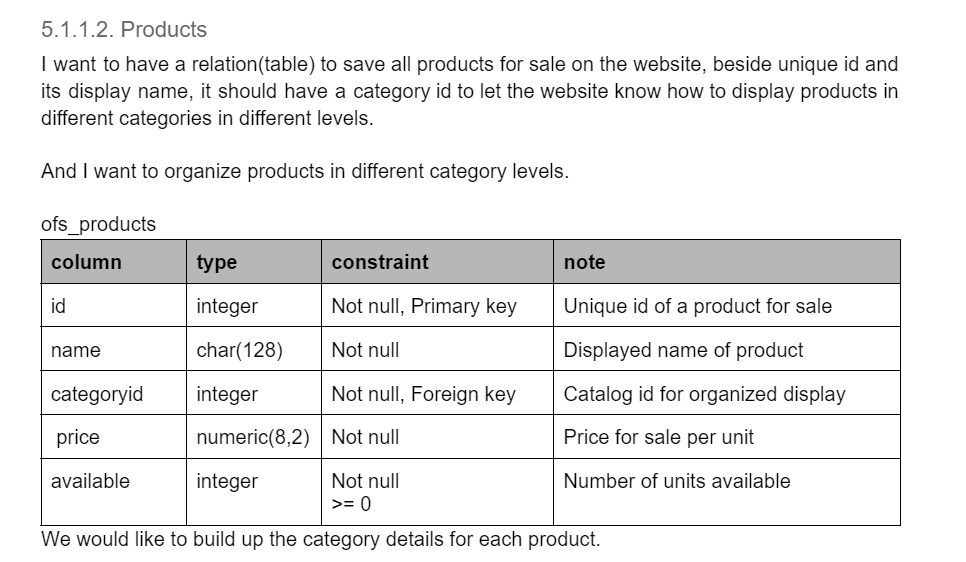 5.1.1.2. Products
I want to have a relation(table) to save all products for sale on the website, beside unique id and
its display name, it should have a category id to let the website know how to display products in
different categories in different levels.
And I want to organize products in different category levels.
ofs_products
column type constraint note
id integer Not null, Primary key Unique id of a product for sale
name char(128) Not null Displayed name of product
categoryid integer Not null, Foreign key Catalog id for organized display
price numeric(8,2) Not null Price for sale per unit
available integer Not null Number of units available
>= 0
We would like to build up the category details for each product.